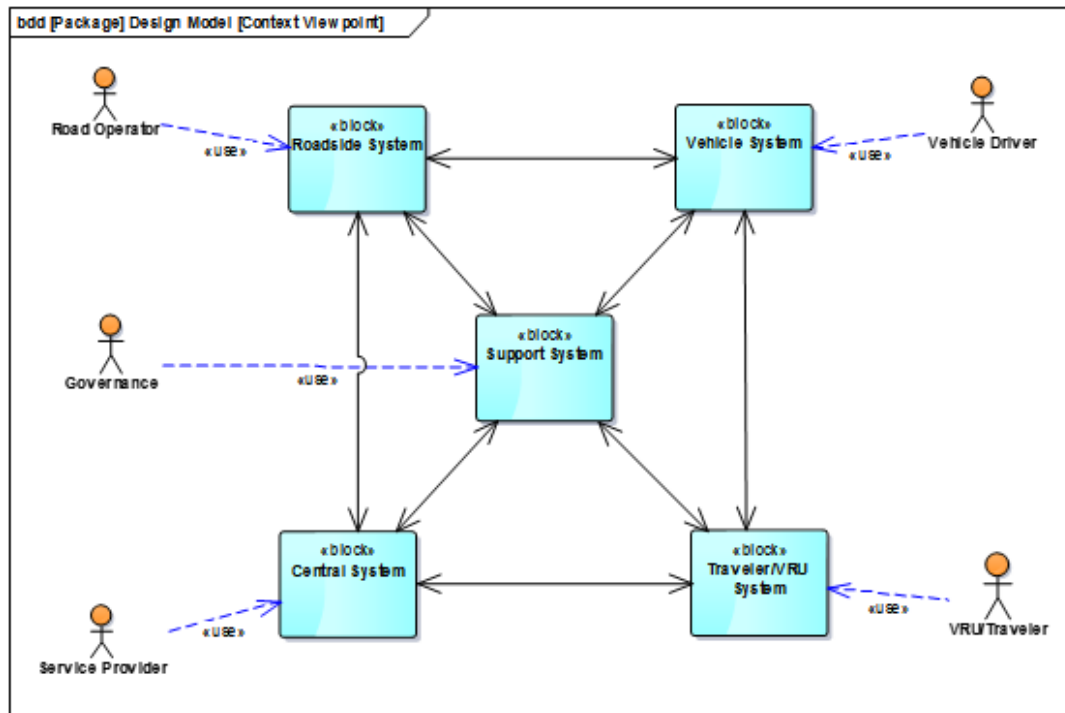 bdd [Package] Design Model [Context Viewpoint]
Road Operator
«use»
«block»
Roadside System
«block»
Vehicle System
«use»
Vehicle Driver
Governance
«use»
«block»
Support System
Service Provider
«use»
«block»
Central System
«block»
Traveler/VRU
System
«use»
VRU/Traveler